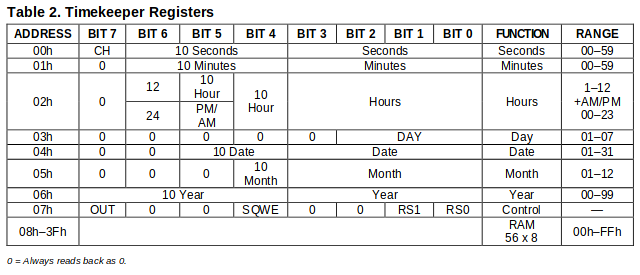 Table 2. Timekeeper Registers
ADDRESS BIT 7 BIT 6 BIT 5 BIT 4 BIT 3 BIT 2 BIT 1 BIT 0 FUNCTION RANGE
00h CH 10 Seconds Seconds Seconds 00–59
01h 0 10 Minutes Minutes Minutes 00–59
02h 0 12 10 Hour 10 Hour Hours Hours 1–12 +AM/PM 00–23
24 PM/ AM
03h 0 0 0 0 0 DAY Day 01–07
04h 0 0 10 Date Date Date 01–31
05h 0 0 0 10 Month Month Month 01–12
06h 10 Year Year Year 00–99
07h OUT 0 0 SQWE 0 0 RS1 RS0 Control —
08h–3Fh RAM 56 x 8 00h–FFh
0 = Always reads back as 0.